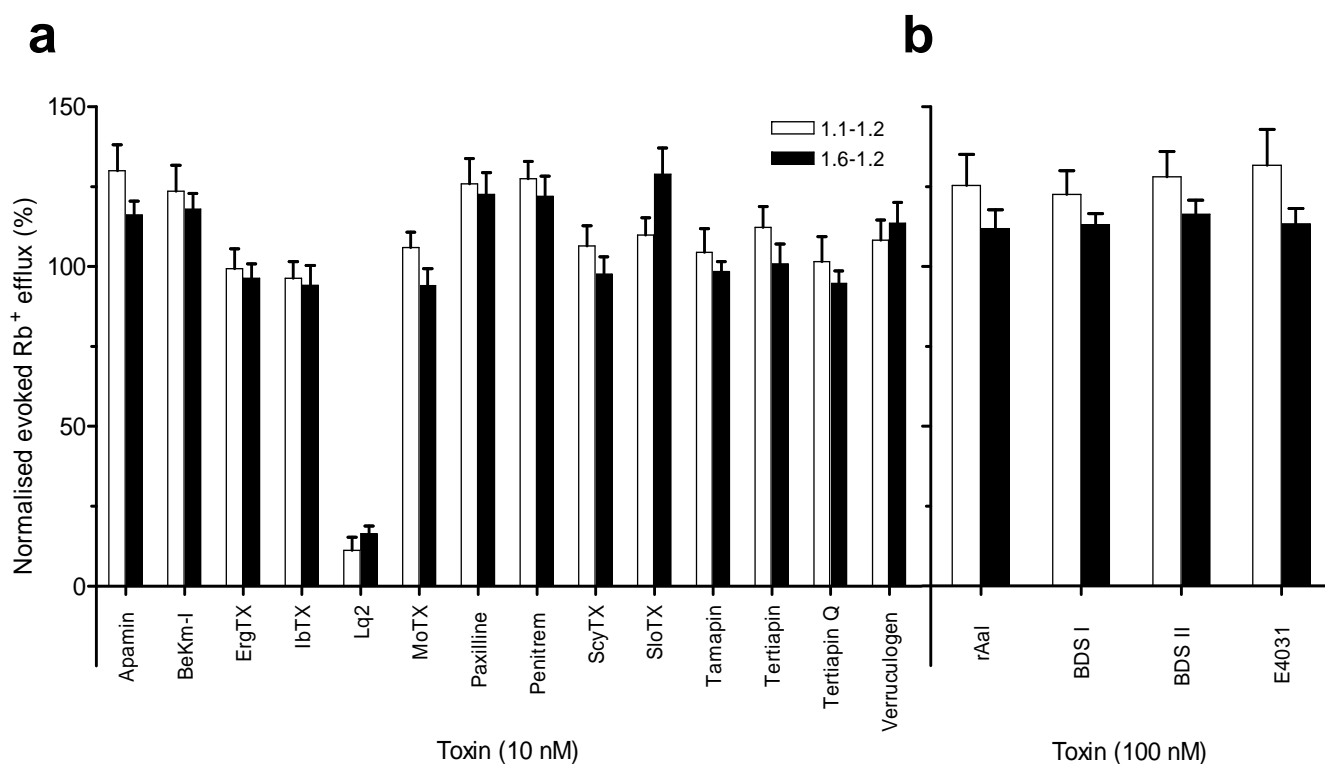 a
b
Normalised evoked Rb⁺ efflux (%)
150
100
50
0
1.1-1.2
1.6-1.2
Apamin
BeKm-I
ErgTX
IbTX
Lq2
MoTX
Paxilline
Penitrem
ScyTX
SloTX
Tamapin
Tertiapin
Tertiapin Q
Verruculogen
rAaI
BDS I
BDS II
E4031
Toxin (10 nM)
Toxin (100 nM)